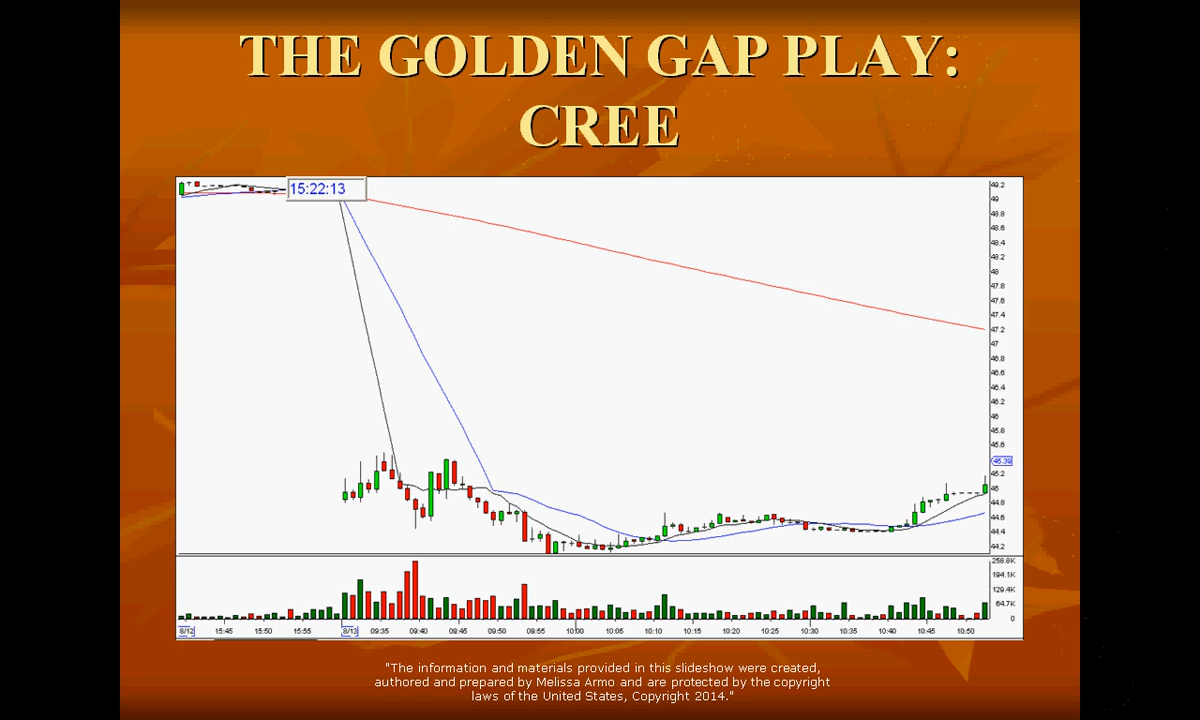 THE GOLDEN GAP PLAY:
CREE
15:22:13
49.2
49
48.8
48.6
48.4
48.2
48
47.8
47.6
47.4
47.2
47
46.8
46.6
46.4
46.2
46
45.8
45.6
45.2
45
44.8
44.6
44.4
44.2
258.8K
194.1K
129.4K
64.7K
0
8/12 15:45 15:50 15:55 8/13 09:35 09:40 09:45 09:50 09:55 10:00 10:05 10:10 10:15 10:20 10:25 10:30 10:35 10:40 10:45 10:50
"The information and materials provided in this slideshow were created,
authored and prepared by Melissa Armo and are protected by the copyright
laws of the United States, Copyright 2014."